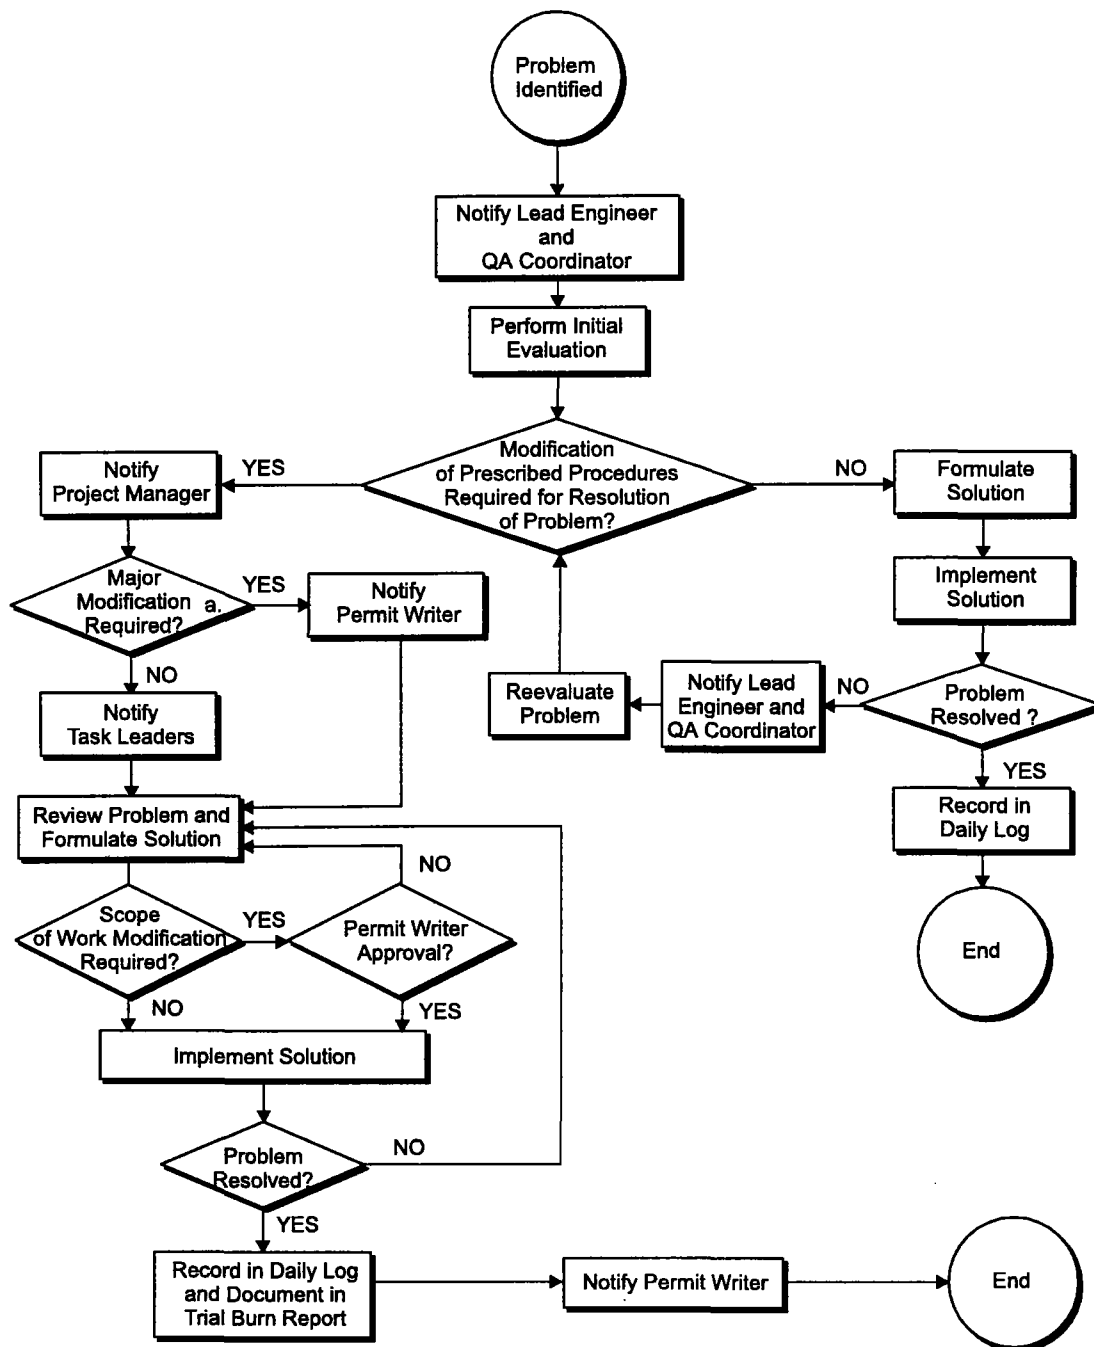 Problem
Identified
Notify Lead Engineer
and
QA Coordinator
Perform Initial
Evaluation
Modification
of Prescribed Procedures
Required for Resolution
of Problem?
YES
NO
Notify
Project Manager
Formulate
Solution
Major
Modification a.
Required?
YES
NO
Notify
Permit Writer
Implement
Solution
Notify
Task Leaders
Reevaluate
Problem
Notify Lead
Engineer and
QA Coordinator
NO
Problem
Resolved ?
YES
Review Problem and
Formulate Solution
Record in
Daily Log
NO
Scope
of Work Modification
Required?
YES
Permit Writer
Approval?
End
NO
YES
Implement Solution
Problem
Resolved?
NO
YES
Record in Daily Log
and Document in
Trial Burn Report
Notify Permit Writer
End